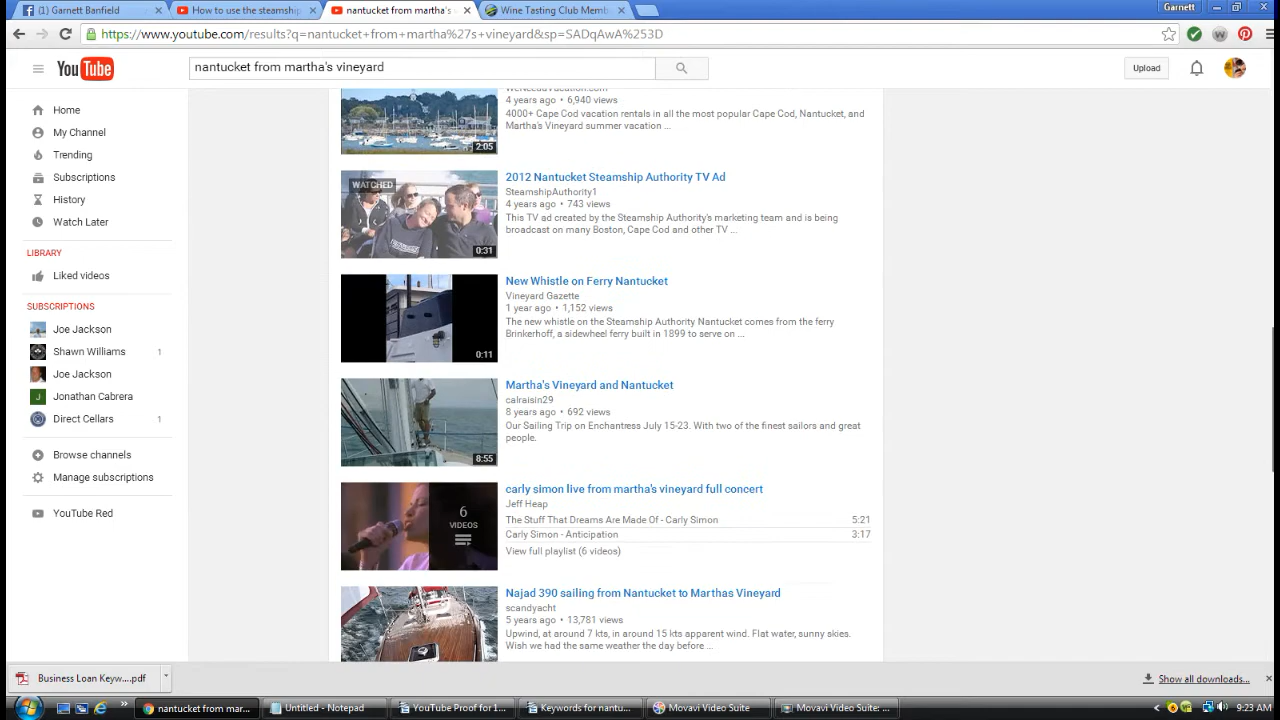 Garnett Banfield
How to use the steamship
nantucket from martha's
Wine Tasting Club Memb
Garnett
https://www.youtube.com/results?q=nantucket+from+martha%27s+vineyard&sp=SADqAwA%253D
YouTube
nantucket from martha's vineyard
Upload
Home
My Channel
Trending
Subscriptions
History
Watch Later
LIBRARY
Liked videos
SUBSCRIPTIONS
Joe Jackson
Shawn Williams 1
Joe Jackson
Jonathan Cabrera
Direct Cellars 1
Browse channels
Manage subscriptions
YouTube Red
4 years ago • 6,940 views
4000+ Cape Cod vacation rentals in all the most popular Cape Cod, Nantucket, and
Martha's Vineyard summer vacation ...
2:05
WATCHED
0:31
2012 Nantucket Steamship Authority TV Ad
SteamshipAuthority1
4 years ago • 743 views
This TV ad created by the Steamship Authority's marketing team and is being
broadcast on many Boston, Cape Cod and other TV ...
0:11
New Whistle on Ferry Nantucket
Vineyard Gazette
1 year ago • 1,152 views
The new whistle on the Steamship Authority Nantucket comes from the ferry
Brinkerhoff, a sidewheel ferry built in 1899 to serve on ...
8:55
Martha's Vineyard and Nantucket
calraisin29
8 years ago • 692 views
Our Sailing Trip on Enchantress July 15-23. With two of the finest sailors and great
people.
6
VIDEOS
carly simon live from martha's vineyard full concert
Jeff Heap
The Stuff That Dreams Are Made Of - Carly Simon 5:21
Carly Simon - Anticipation 3:17
View full playlist (6 videos)
Najad 390 sailing from Nantucket to Marthas Vineyard
scandyacht
5 years ago • 13,781 views
Upwind, at around 7 kts, in around 15 kts apparent wind. Flat water, sunny skies.
Wish we had the same weather the day before ...
Business Loan Keyw....pdf
Show all downloads...
nantucket from mar...
Untitled - Notepad
YouTube Proof for 1...
Keywords for nantu...
Movavi Video Suite
Movavi Video Suite: ...
9:23 AM